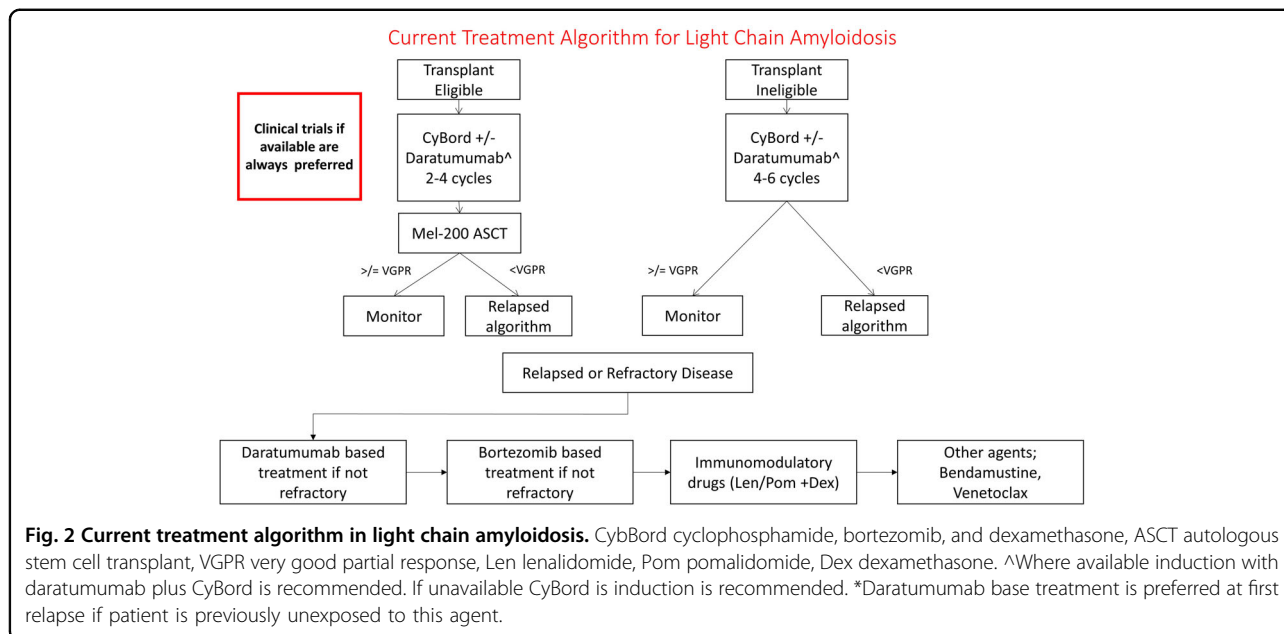 Current Treatment Algorithm for Light Chain Amyloidosis
Transplant
Eligible
Transplant
Ineligible
Clinical trials if
available are
always preferred
CyBord +/-
Daratumumab^
2-4 cycles
CyBord +/-
Daratumumab^
4-6 cycles
Mel-200 ASCT
>/= VGPR
<VGPR
>/= VGPR
<VGPR
Monitor
Relapsed
algorithm
Monitor
Relapsed
algorithm
Relapsed or Refractory Disease
Daratumumab based
treatment if not
refractory
Bortezomib based
treatment if not
refractory
Immunomodulatory
drugs (Len/Pom +Dex)
Other agents;
Bendamustine,
Venetoclax
Fig. 2 Current treatment algorithm in light chain amyloidosis. CybBord cyclophosphamide, bortezomib, and dexamethasone, ASCT autologous
stem cell transplant, VGPR very good partial response, Len lenalidomide, Pom pomalidomide, Dex dexamethasone. ^Where available induction with
daratumumab plus CyBord is recommended. If unavailable CyBord is induction is recommended. *Daratumumab base treatment is preferred at first
relapse if patient is previously unexposed to this agent.